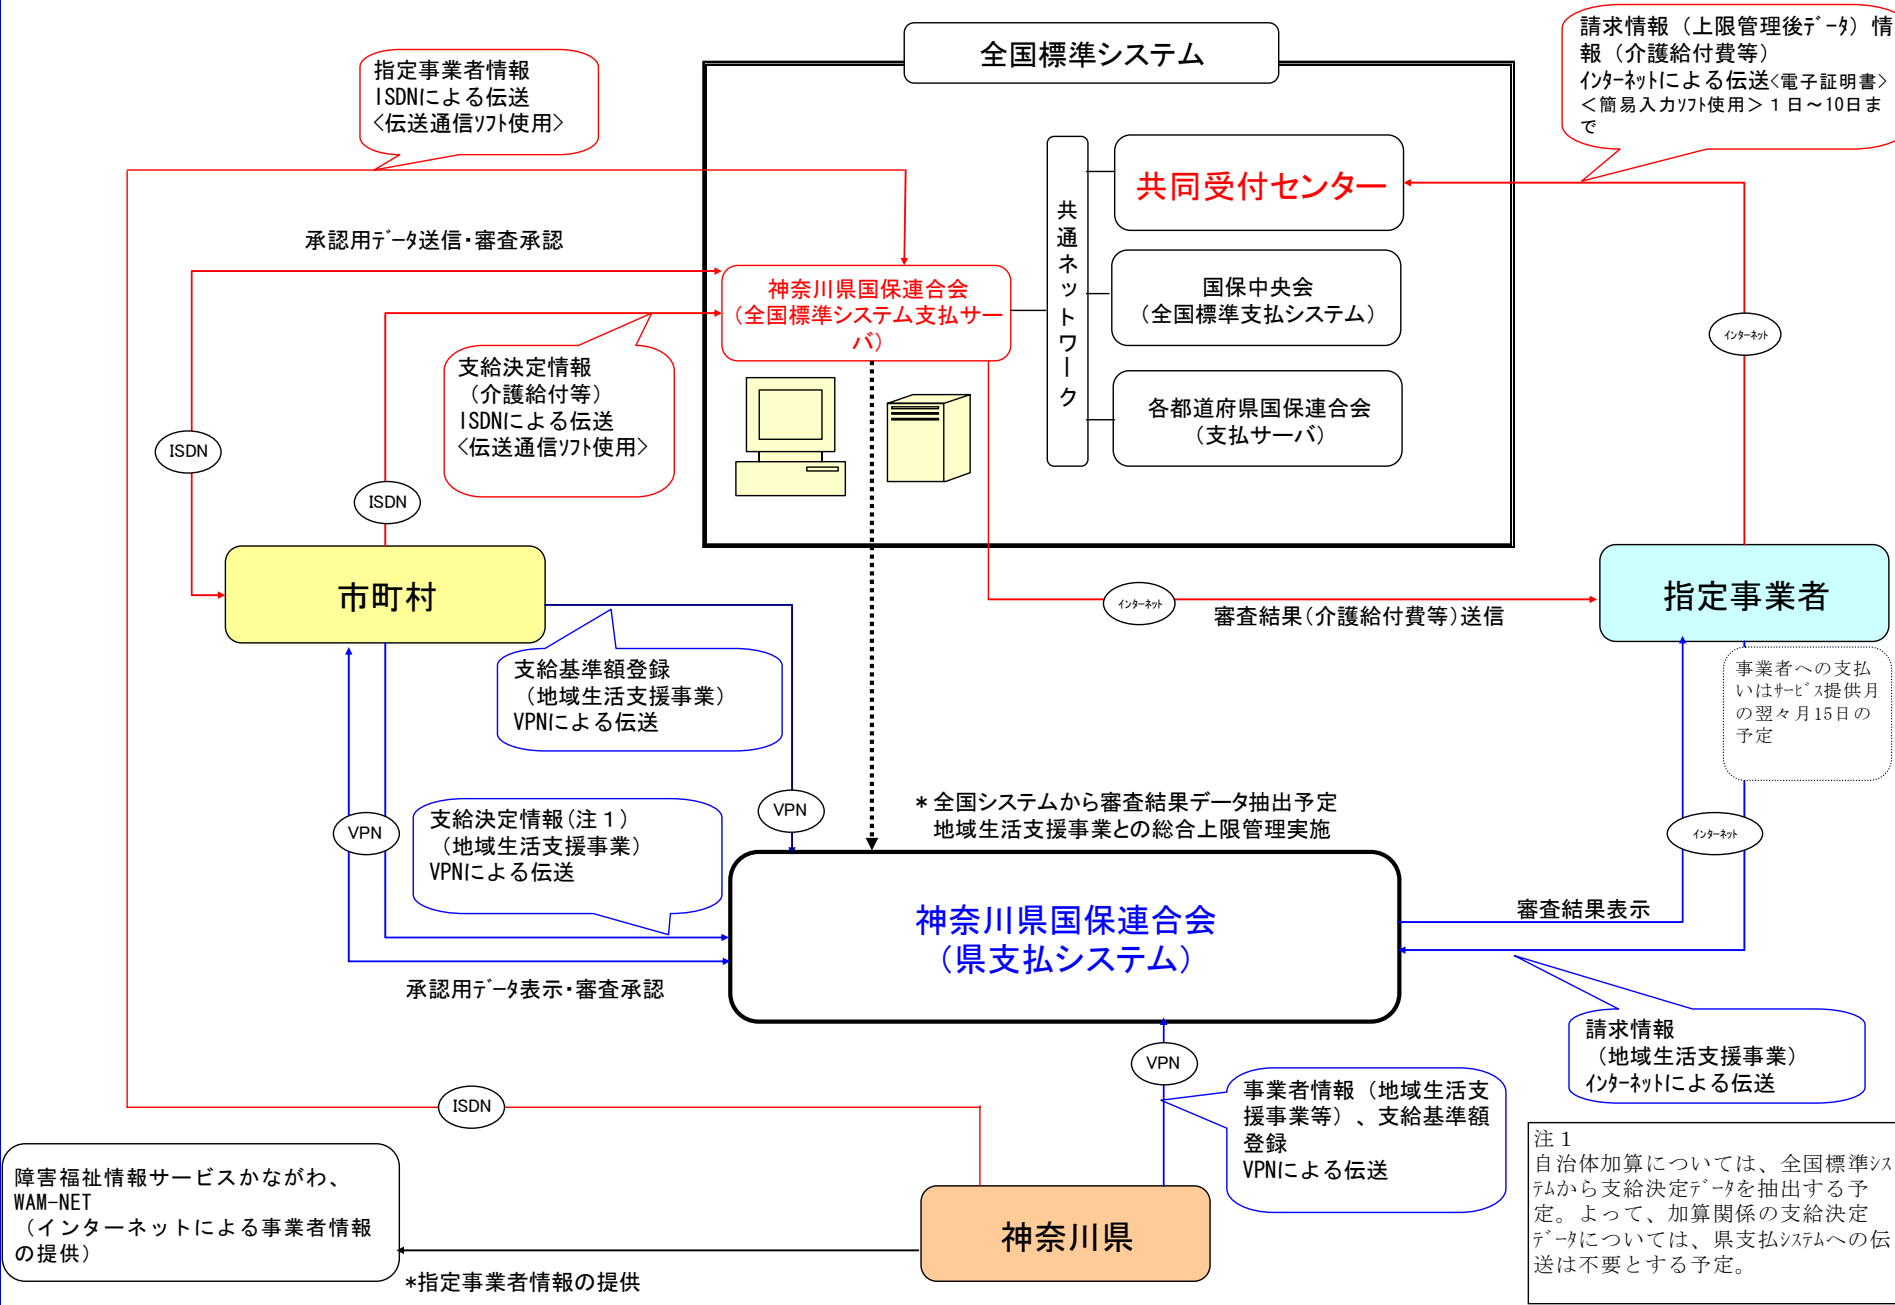 全国標準システム
指定事業者情報
ISDNによる伝送
<伝送通信ソフト使用>
請求情報（上限管理後データ）情
報（介護給付費等）
インターネットによる伝送<電子証明書>
＜簡易入力ソフト使用＞１日～10日ま
で
共同受付センター
共通ネットワーク
承認用データ送信・審査承認
神奈川県国保連合会
（全国標準システム支払サー
バ）
国保中央会
（全国標準支払システム）
各都道府県国保連合会
（支払サーバ）
インターネット
支給決定情報
（介護給付等）
ISDNによる伝送
<伝送通信ソフト使用>
ISDN
ISDN
市町村
指定事業者
インターネット
審査結果（介護給付費等）送信
支給基準額登録
（地域生活支援事業）
VPNによる伝送
事業者への支払
いはサービス提供月
の翌々月15日の
予定
VPN
VPN
支給決定情報（注１）
（地域生活支援事業）
VPNによる伝送
＊全国システムから審査結果データ抽出予定
地域生活支援事業との総合上限管理実施
インターネット
神奈川県国保連合会
（県支払システム）
審査結果表示
承認用データ表示・審査承認
請求情報
（地域生活支援事業）
インターネットによる伝送
VPN
事業者情報（地域生活支
援事業等）、支給基準額
登録
VPNによる伝送
ISDN
注１
自治体加算については、全国標準シス
テムから支給決定データを抽出する予
定。よって、加算関係の支給決定
データについては、県支払システムへの伝
送は不要とする予定。
障害福祉情報サービスかながわ、
WAM-NET
（インターネットによる事業者情報
の提供）
神奈川県
＊指定事業者情報の提供